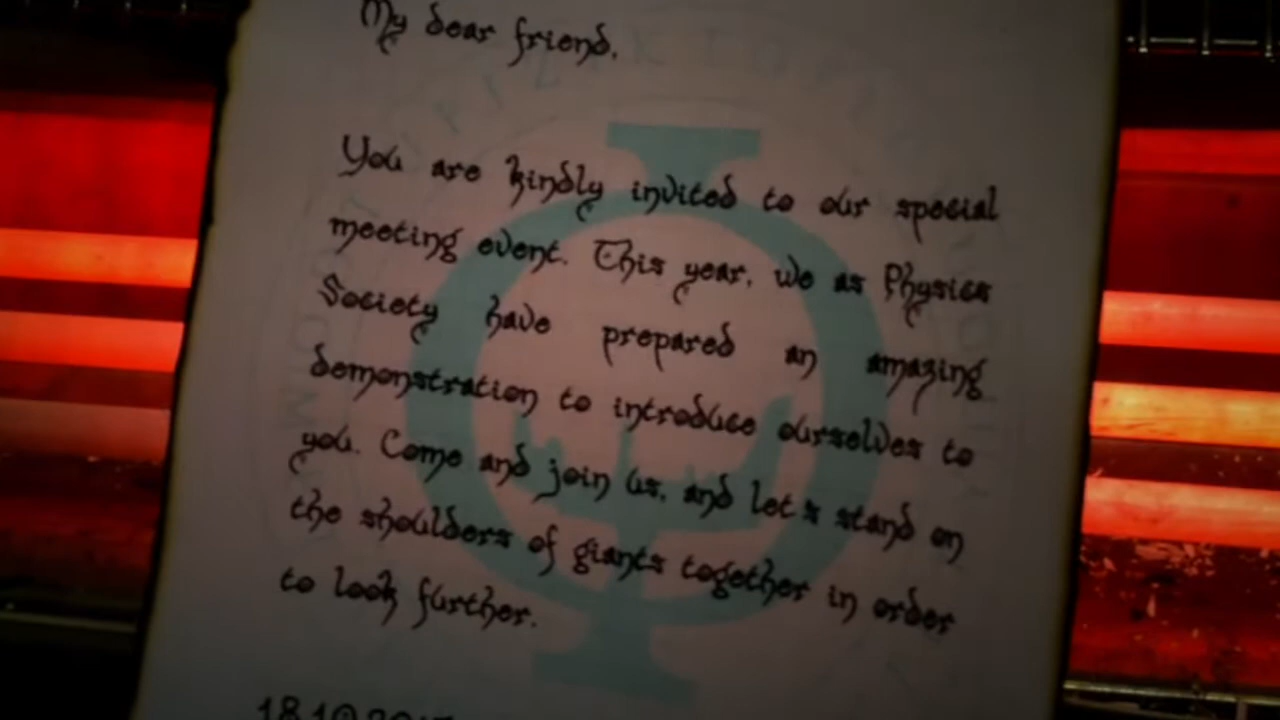 My dear friend,
You are kindly invited to our special
meeting event. This year, we as Physics
Society have prepared an amazing
demonstration to introduce ourselves to
you. Come and join us, and let's stand on
the shoulders of giants together in order
to look further.